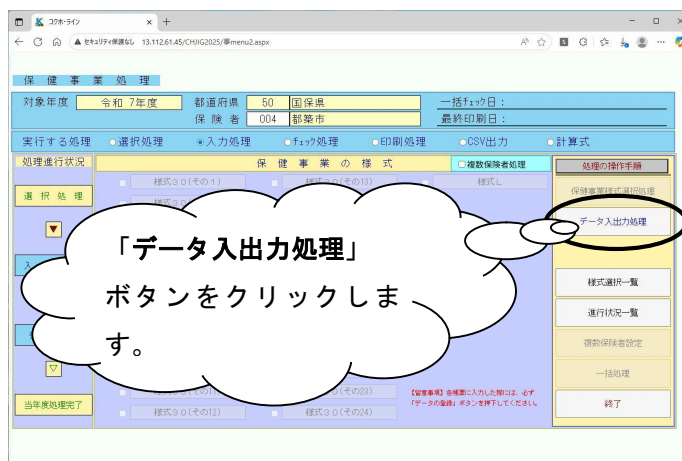 コクホ・ライン
セキュリティ保護なし 13.112.61.45/CHJIG2025/事menu2.aspx
保 健 事 業 処 理
対象年度 令和 7年度 都道府県 50 国保県 一括チェック日：
保 険 者 004 都築市 最終印刷日：
実行する処理 選択処理 入力処理 チェック処理 印刷処理 CSV出力 計算式
処理進行状況 保 健 事 業 の 様 式 複数保険者処理 処理の操作手順
様式３０(その１) 様式３０(その13) 様式Ｌ
保健事業様式選択処理
選 択 処 理
データ入出力処理
「データ入出力処理」
ボタンをクリックしま
す。
様式選択一覧
進行状況一覧
複数保険者設定
一括処理
(その23) 【留意事項】各帳票に入力した際には、必ず
「データの登録」ボタンを押下してください。
当年度処理完了
様式３０(その12) 様式３０(その24)
終了